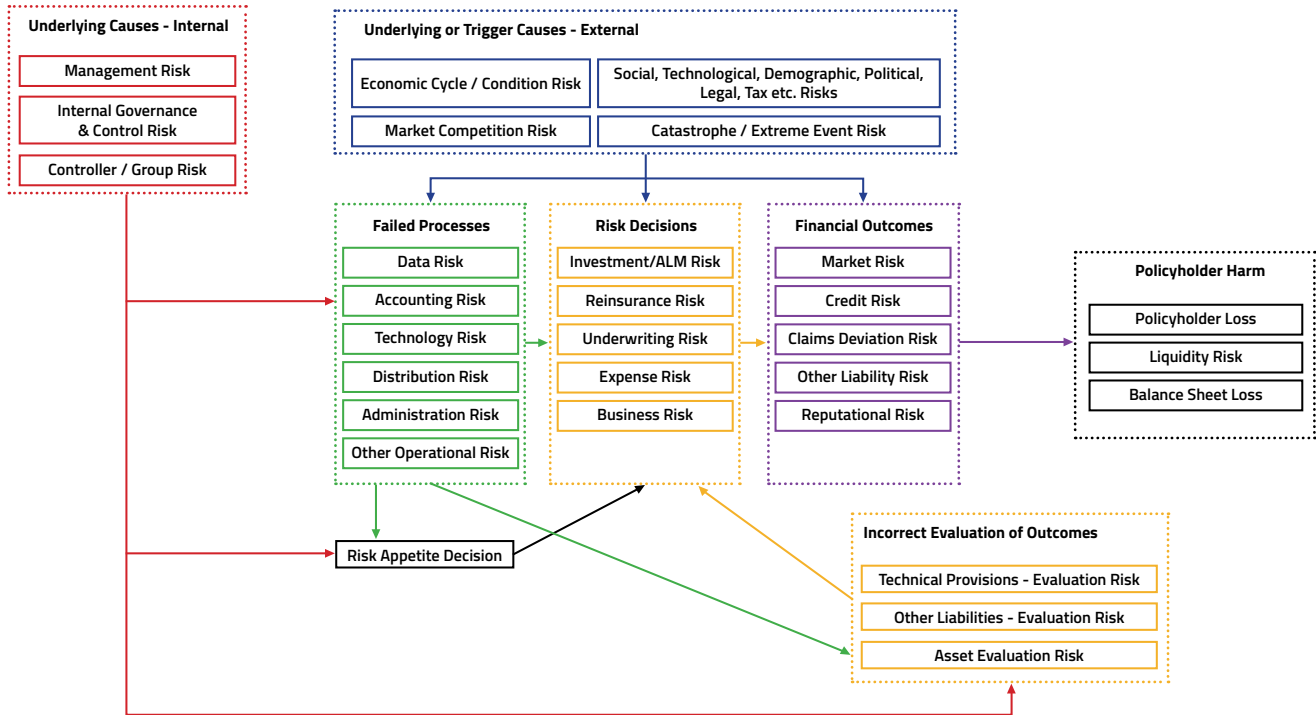 Underlying Causes - Internal
Management Risk
Internal Governance
& Control Risk
Controller / Group Risk
Underlying or Trigger Causes - External
Economic Cycle / Condition Risk
Social, Technological, Demographic, Political,
Legal, Tax etc. Risks
Market Competition Risk
Catastrophe / Extreme Event Risk
Failed Processes
Data Risk
Accounting Risk
Technology Risk
Distribution Risk
Administration Risk
Other Operational Risk
Risk Decisions
Investment/ALM Risk
Reinsurance Risk
Underwriting Risk
Expense Risk
Business Risk
Financial Outcomes
Market Risk
Credit Risk
Claims Deviation Risk
Other Liability Risk
Reputational Risk
Policyholder Harm
Policyholder Loss
Liquidity Risk
Balance Sheet Loss
Risk Appetite Decision
Incorrect Evaluation of Outcomes
Technical Provisions - Evaluation Risk
Other Liabilities - Evaluation Risk
Asset Evaluation Risk